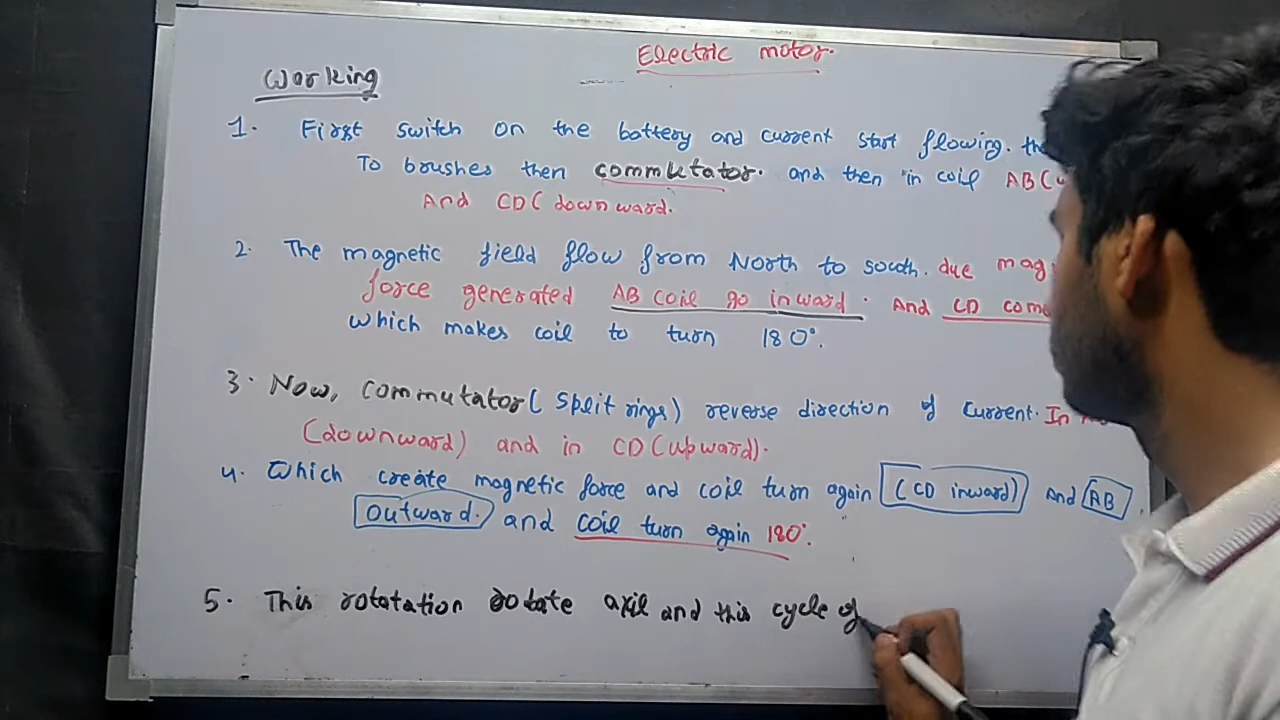 Electric motor.
Working
1. First switch on the battery and current start flowing.
To brushes then commutator. and then in coil AB(
And CD( downward.
2. The magnetic field flow from North to south. due
force generated AB coil go inward. And CD come
which makes coil to turn 180°.
3. Now, commutator( split rings) reverse direction of current. In
(downward) and in CD(upward).
4. Which create magnetic force and coil turn again (CD inward) And AB
outward. and coil turn again 180°.
5. This rotatation rotate axil and this cycle of